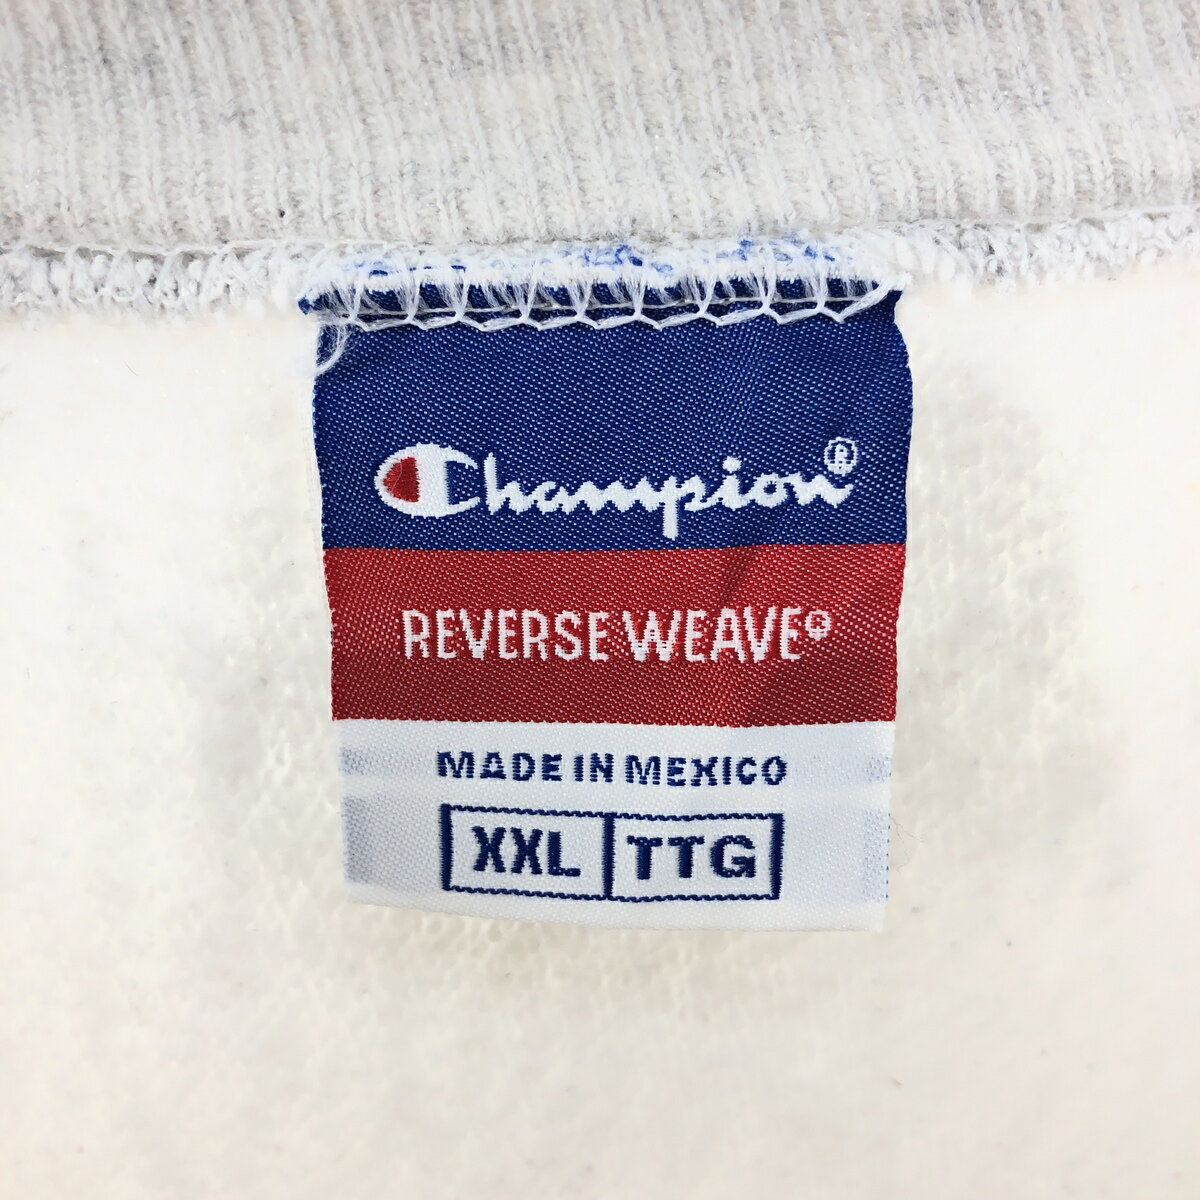 Champion®
REVERSE WEAVE®
MADE IN MEXICO
XXL TTG